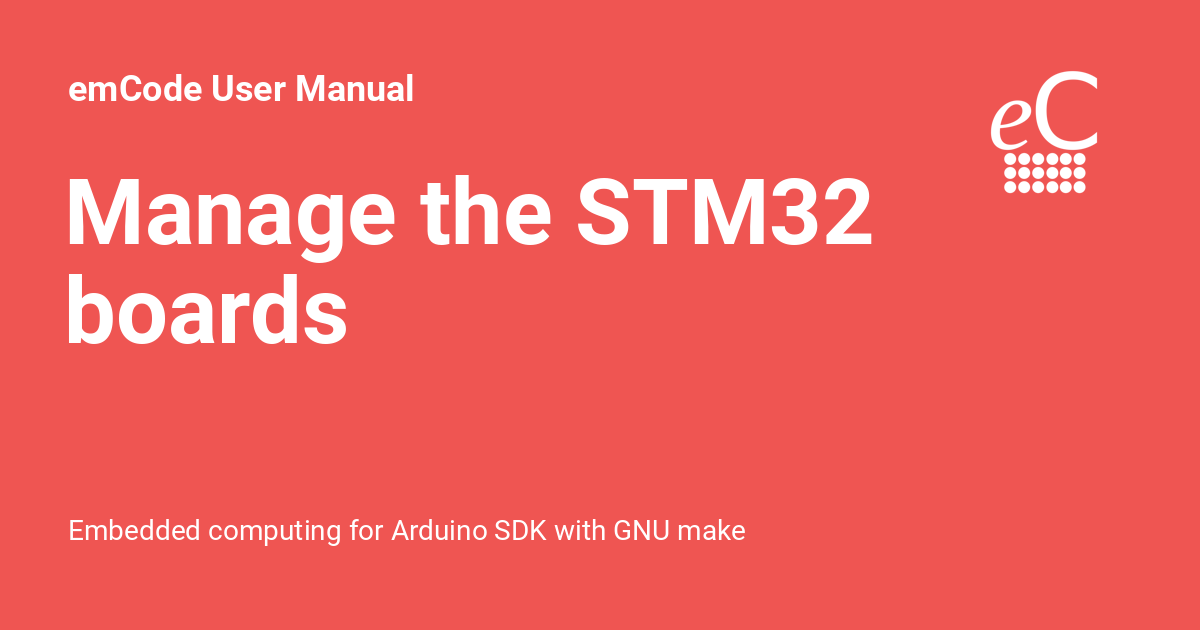 emCode User Manual
eC
Manage the STM32
boards
Embedded computing for Arduino SDK with GNU make